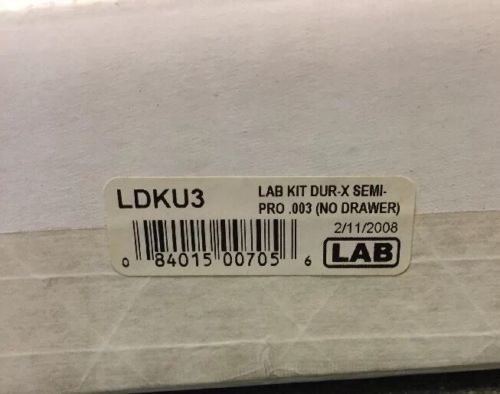 LDKU3
LAB KIT DUR-X SEMI-
PRO .003 (NO DRAWER)
2/11/2008
0 84015 00705 6
LAB